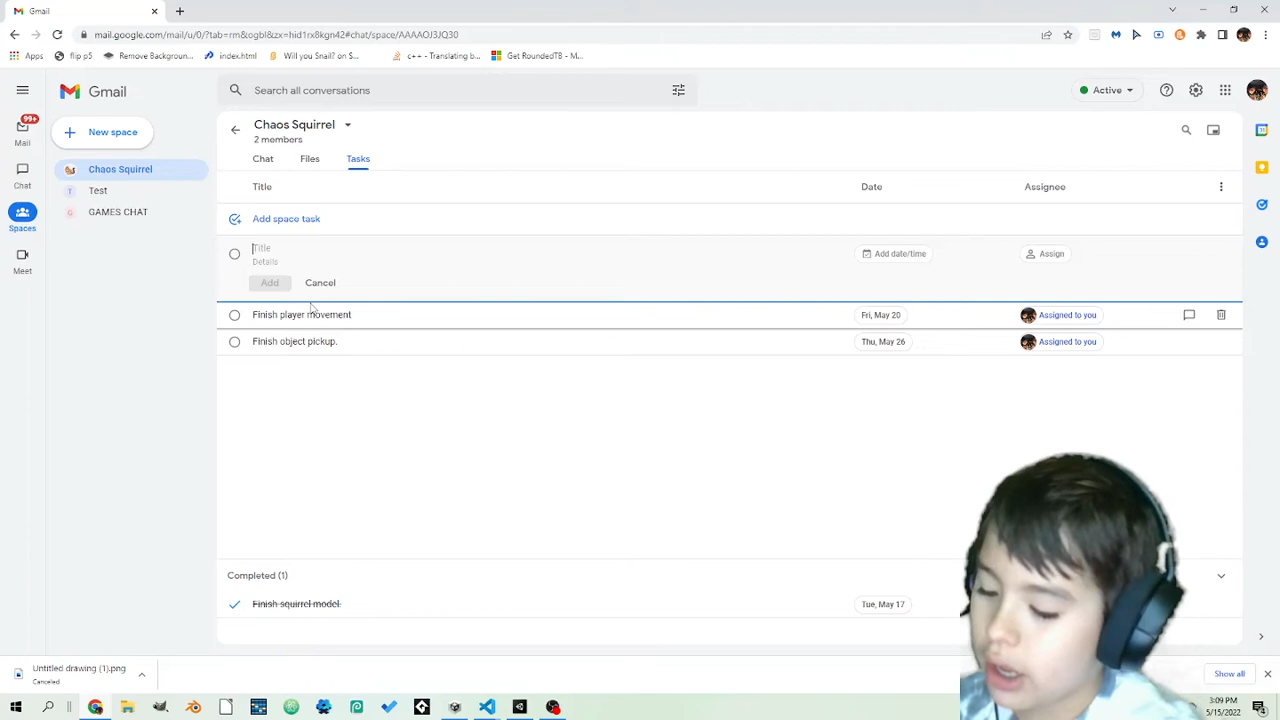 Gmail
mail.google.com/mail/u/0/?tab=rm&ogbl&zx=hid1rx8kgn42#chat/space/AAAAOJ3JQ30
Apps
flip p5
Remove Backgroun...
index.html
Will you Snail? on S...
c++ - Translating b...
Get RoundedTB - M...
Gmail
Search all conversations
Active
99+
Mail
Chat
Spaces
Meet
New space
Chaos Squirrel
Test
T
GAMES CHAT
G
Chaos Squirrel
2 members
Chat Files Tasks
Title Date Assignee
Add space task
Title
Details
Add date/time
Assign
Add Cancel
Finish player movement Fri, May 20 Assigned to you
Finish object pickup. Thu, May 26 Assigned to you
Completed (1)
Finish squirrel model. Tue, May 17
Untitled drawing (1).png
Canceled
Show all
3:09 PM
5/15/2022